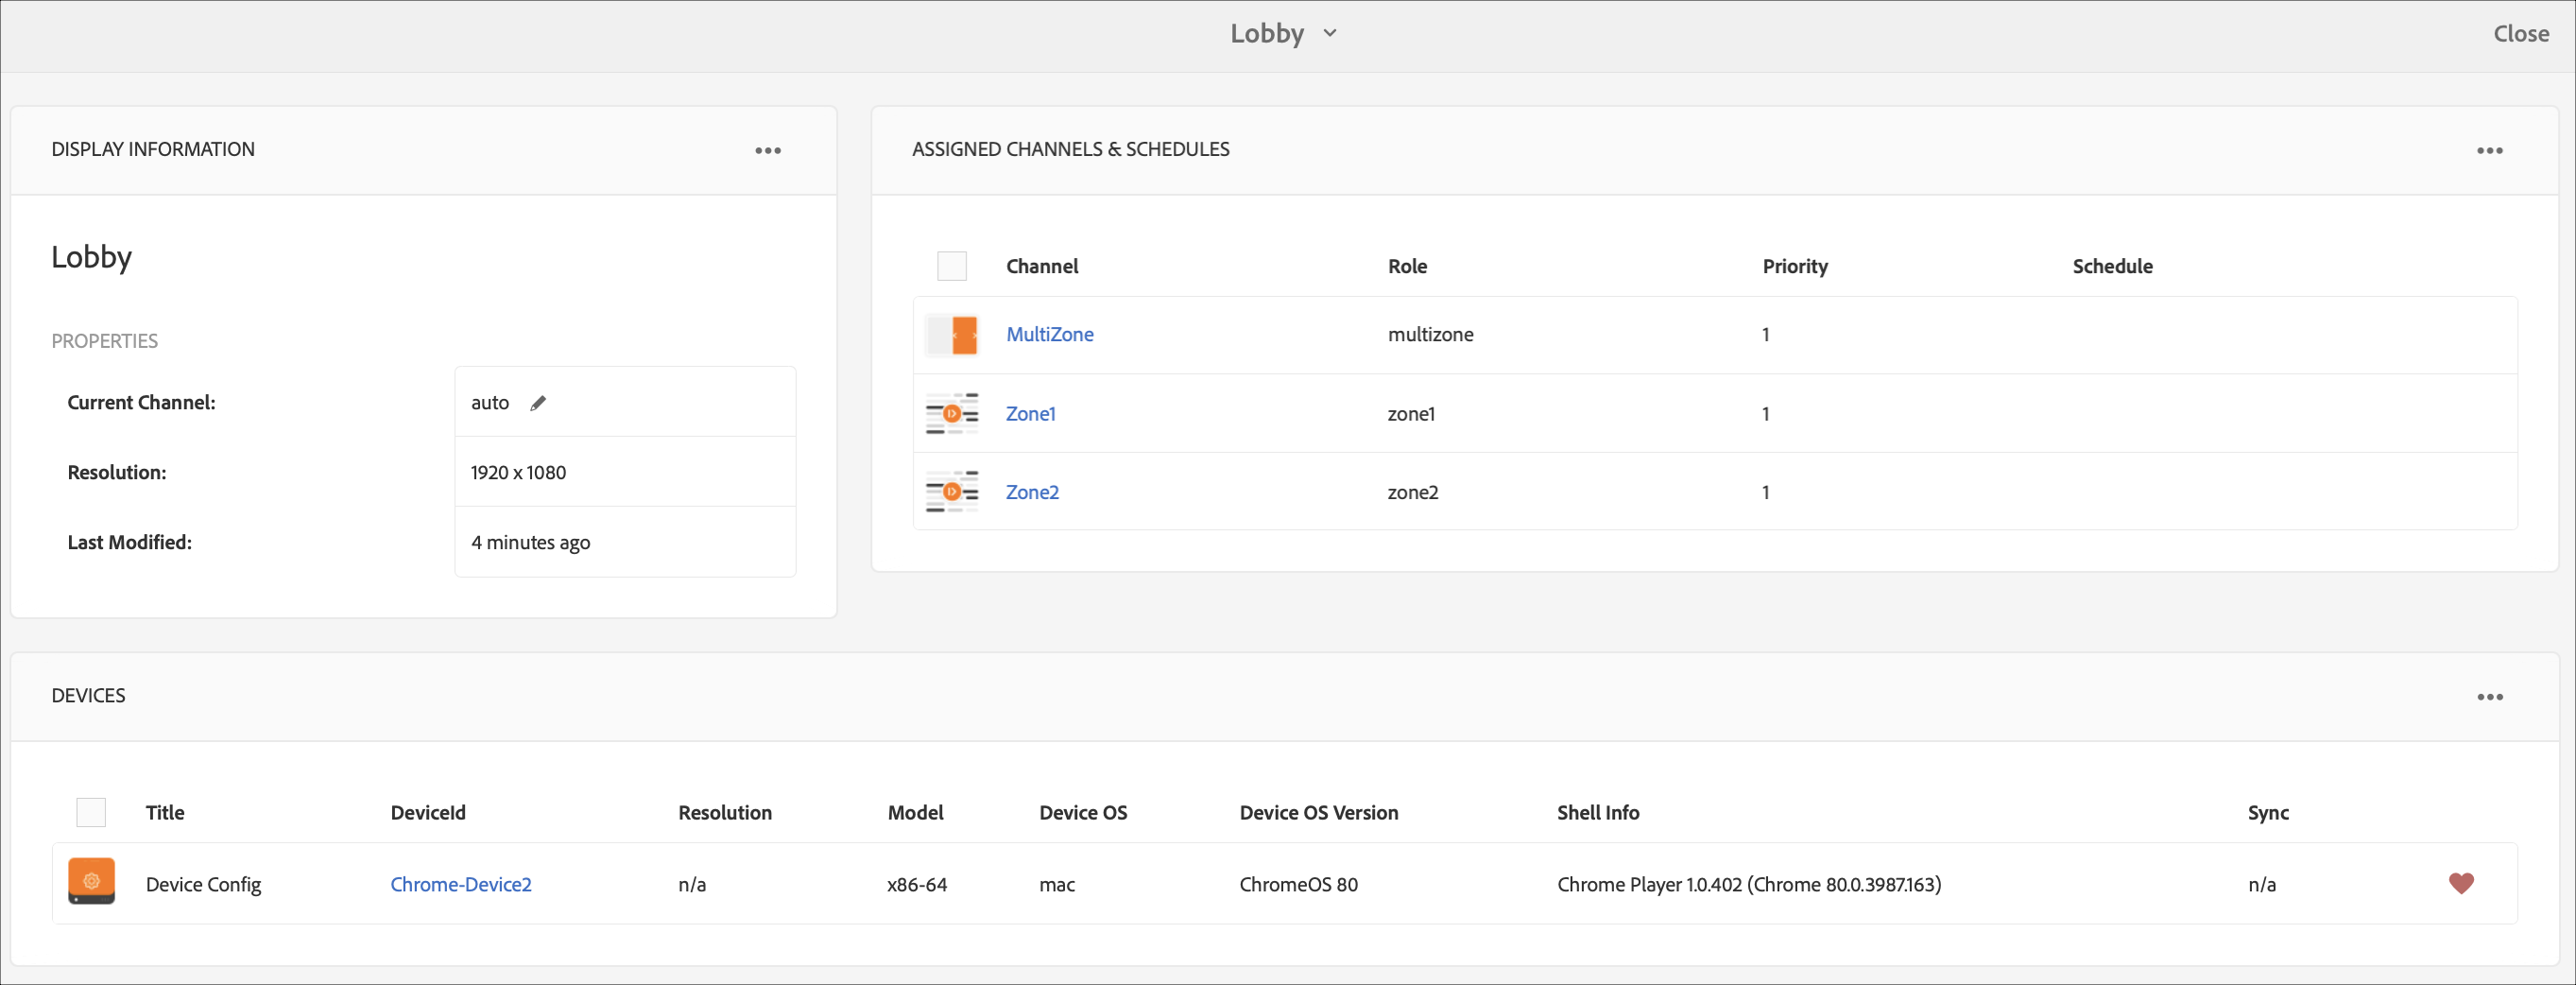 Lobby
Close
DISPLAY INFORMATION
Lobby
PROPERTIES
Current Channel: auto
Resolution: 1920 x 1080
Last Modified: 4 minutes ago
ASSIGNED CHANNELS & SCHEDULES
Channel Role Priority Schedule
MultiZone multizone 1
Zone1 zone1 1
Zone2 zone2 1
DEVICES
Title DeviceId Resolution Model Device OS Device OS Version Shell Info Sync
Device Config Chrome-Device2 n/a x86-64 mac ChromeOS 80 Chrome Player 1.0.402 (Chrome 80.0.3987.163) n/a